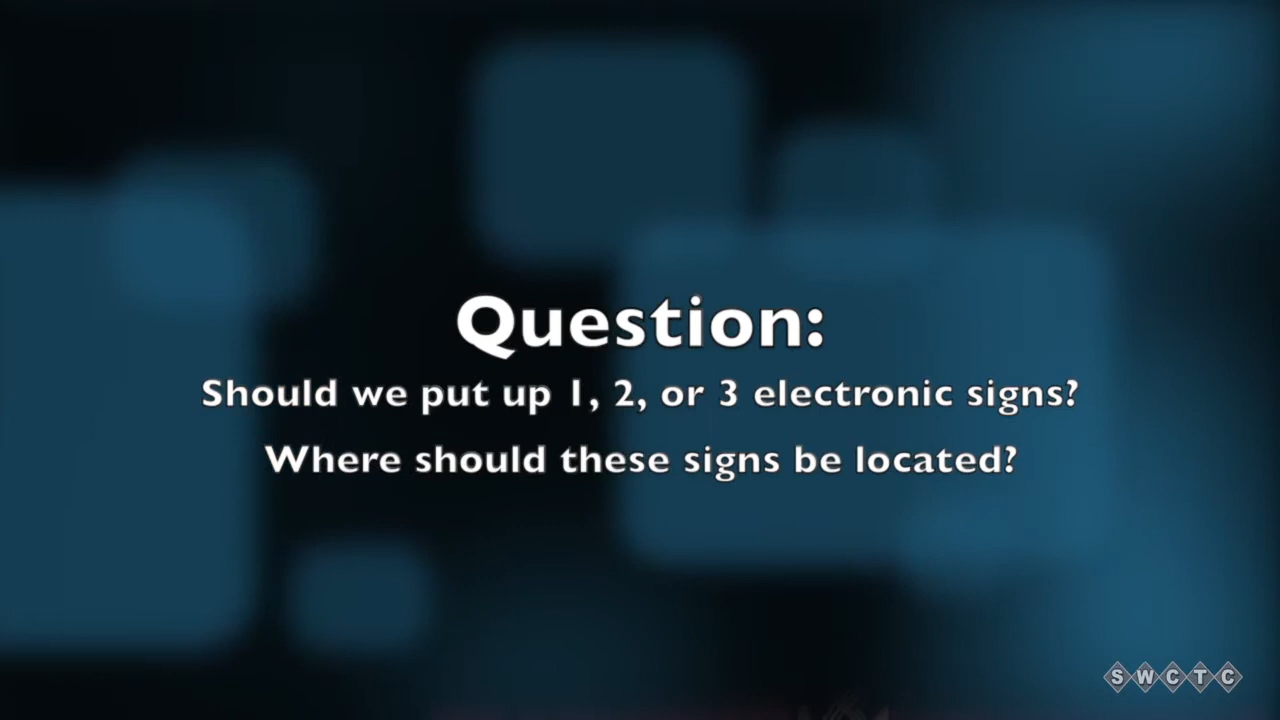 Question:
Should we put up 1, 2, or 3 electronic signs?
Where should these signs be located?
SWCTC